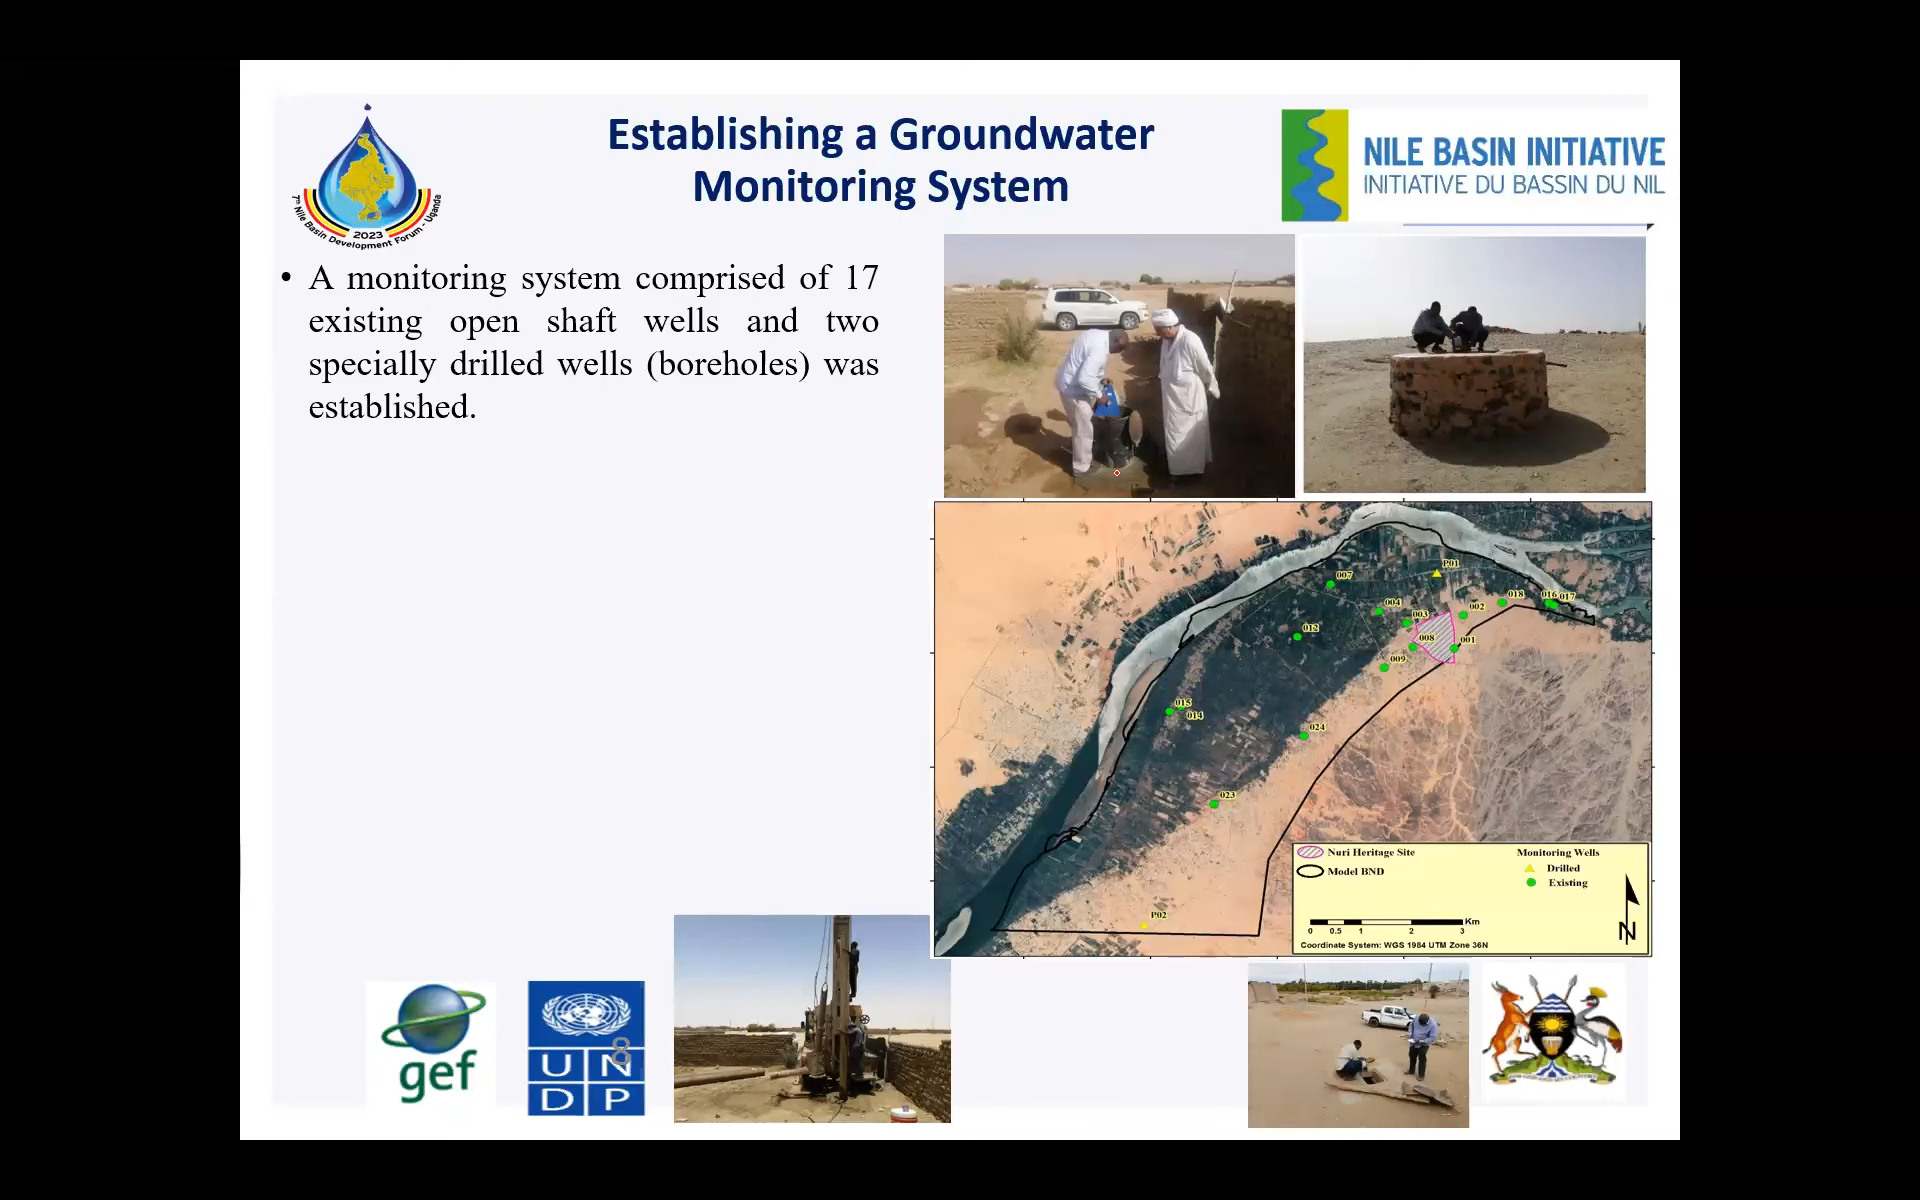 7th Nile Basin Development Forum - Uganda
2023
Establishing a Groundwater
Monitoring System
NILE BASIN INITIATIVE
INITIATIVE DU BASSIN DU NIL
• A monitoring system comprised of 17
existing open shaft wells and two
specially drilled wells (boreholes) was
established.
007
P01
004
003
002
018
016
017
012
008
001
009
015
014
024
023
P02
Nuri Heritage Site
Model BND
Monitoring Wells
Drilled
Existing
Km
0 0.5 1 2 3
Coordinate System: WGS 1984 UTM Zone 36N
N
gef
U N
D P
8